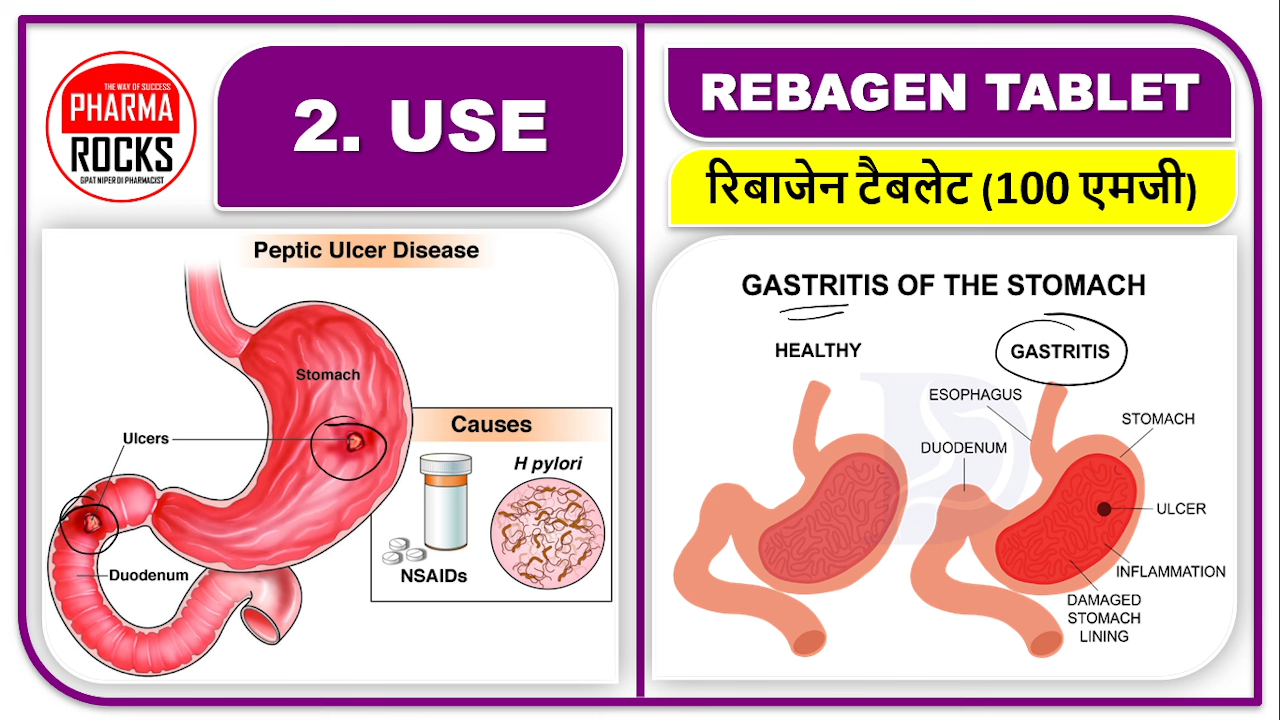 THE WAY OF SUCCESS
PHARMA
ROCKS
GPAT NIPER DI PHARMACIST
2. USE
Peptic Ulcer Disease
Stomach
Ulcers
Duodenum
Causes
H pylori
NSAIDs
REBAGEN TABLET
रिबाजेन टैबलेट (100 एमजी)
GASTRITIS OF THE STOMACH
HEALTHY
GASTRITIS
ESOPHAGUS
STOMACH
DUODENUM
ULCER
INFLAMMATION
DAMAGED
STOMACH
LINING